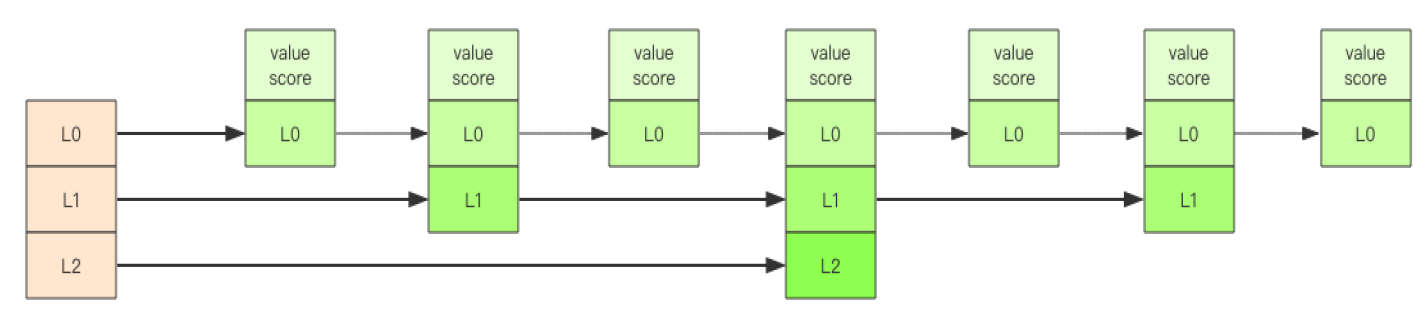 value value value value value value value
score score score score score score score
L0 L0 L0 L0 L0 L0 L0 L0
L1 L1 L1 L1
L2 L2